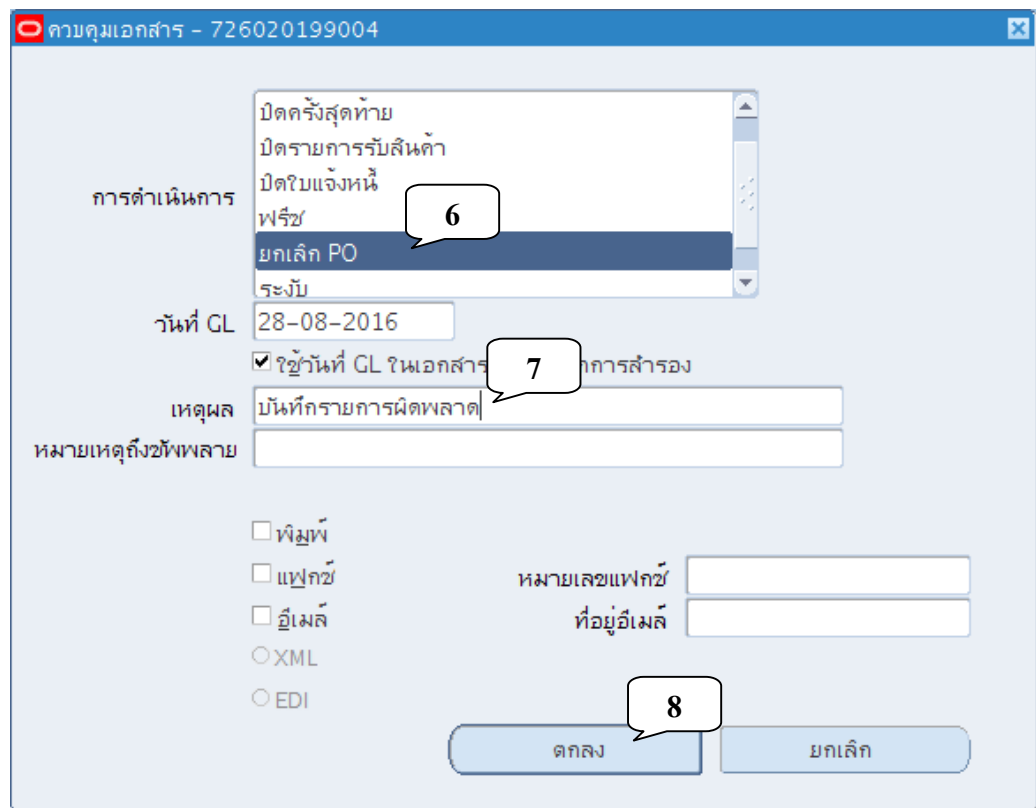 ควบคุมเอกสาร – 726020199004
ปิดครั้งสุดท้าย
ปิดรายการรับสินค้า
ปิดใบแจ้งหนี้
การดำเนินการ
ฟรีซ
6
ยกเลิก PO
ระงับ
วันที่ GL 28–08–2016
ใช้วันที่ GL ในเอกสาร 7 การสำรอง
เหตุผล บันทึกรายการผิดพลาด
หมายเหตุถึงซัพพลาย
พิมพ์
แฟกซ์ หมายเลขแฟกซ์
อีเมล์ ที่อยู่อีเมล์
XML
EDI
8
ตกลง ยกเลิก